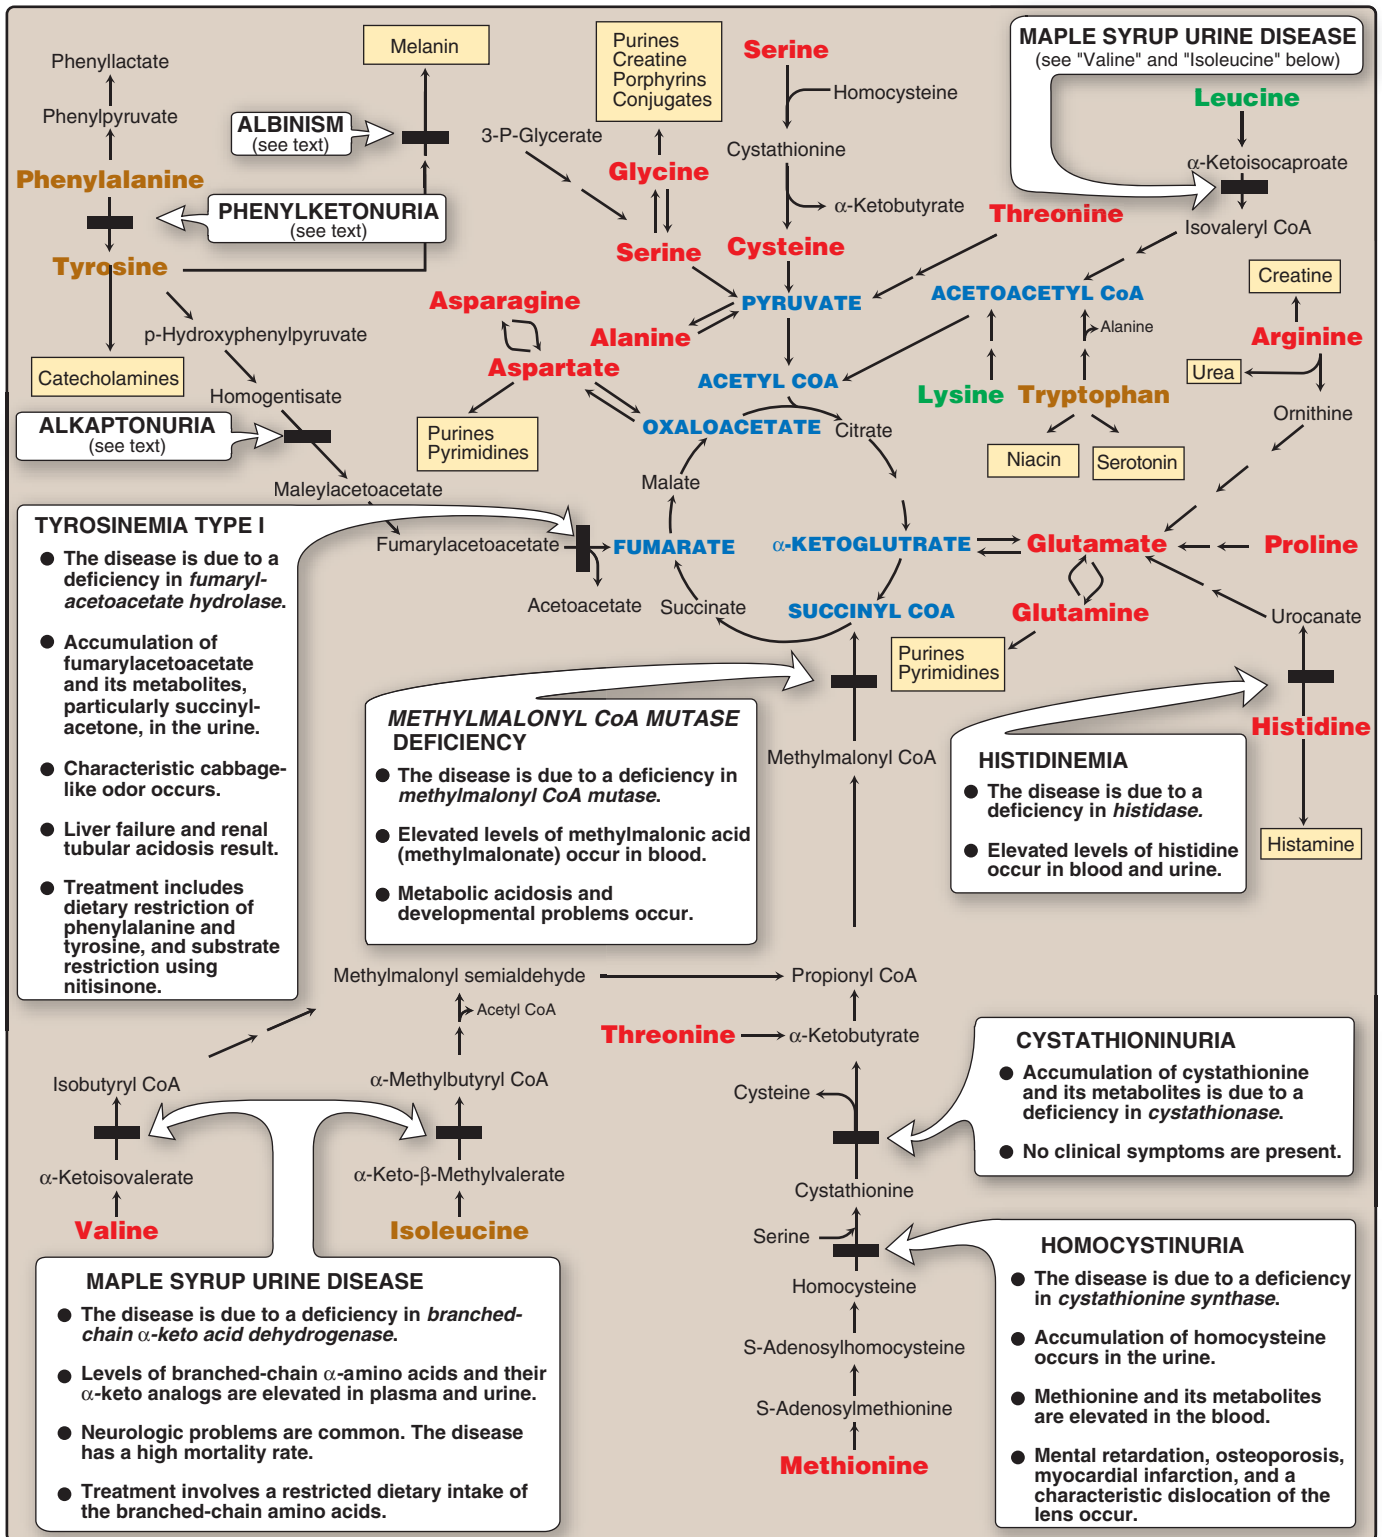 Phenyllactate
Phenylpyruvate
Phenylalanine
Tyrosine
Melanin
ALBINISM
(see text)
PHENYLKETONURIA
(see text)
p-Hydroxyphenylpyruvate
Catecholamines
Homogentisate
ALKAPTONURIA
(see text)
Maleylacetoacetate
Fumarylacetoacetate
Acetoacetate
Purines
Creatine
Porphyrins
Conjugates
3-P-Glycerate
Glycine
Serine
Serine
Homocysteine
Cystathionine
α-Ketobutyrate
Cysteine
Threonine
MAPLE SYRUP URINE DISEASE
(see "Valine" and "Isoleucine" below)
Leucine
α-Ketoisocaproate
Isovaleryl CoA
ACETOACETYL CoA
PYRUVATE
Asparagine
Alanine
Aspartate
Purines
Pyrimidines
ACETYL COA
OXALOACETATE
Citrate
Malate
FUMARATE
α-KETOGLUTRATE
Succinate
SUCCINYL COA
Lysine
Alanine
Tryptophan
Niacin
Serotonin
Creatine
Arginine
Urea
Ornithine
Glutamate
Proline
Glutamine
Purines
Pyrimidines
Urocanate
Histidine
Histamine
HISTIDINEMIA
● The disease is due to a
deficiency in histidase.
● Elevated levels of histidine
occur in blood and urine.
TYROSINEMIA TYPE I
● The disease is due to a
deficiency in fumaryl-
acetoacetate hydrolase.
● Accumulation of
fumarylacetoacetate
and its metabolites,
particularly succinyl-
acetone, in the urine.
● Characteristic cabbage-
like odor occurs.
● Liver failure and renal
tubular acidosis result.
● Treatment includes
dietary restriction of
phenylalanine and
tyrosine, and substrate
restriction using
nitisinone.
METHYLMALONYL CoA MUTASE
DEFICIENCY
● The disease is due to a deficiency in
methylmalonyl CoA mutase.
● Elevated levels of methylmalonic acid
(methylmalonate) occur in blood.
● Metabolic acidosis and
developmental problems occur.
Methylmalonyl CoA
Methylmalonyl semialdehyde
Propionyl CoA
Acetyl CoA
Threonine
α-Ketobutyrate
Isobutyryl CoA
α-Methylbutyryl CoA
Cysteine
α-Ketoisovalerate
α-Keto-β-Methylvalerate
Cystathionine
Valine
Isoleucine
Serine
Homocysteine
S-Adenosylhomocysteine
S-Adenosylmethionine
Methionine
CYSTATHIONINURIA
● Accumulation of cystathionine
and its metabolites is due to a
deficiency in cystathionase.
● No clinical symptoms are present.
MAPLE SYRUP URINE DISEASE
● The disease is due to a deficiency in branched-
chain α-keto acid dehydrogenase.
● Levels of branched-chain α-amino acids and their
α-keto analogs are elevated in plasma and urine.
● Neurologic problems are common. The disease
has a high mortality rate.
● Treatment involves a restricted dietary intake of
the branched-chain amino acids.
HOMOCYSTINURIA
● The disease is due to a deficiency
in cystathionine synthase.
● Accumulation of homocysteine
occurs in the urine.
● Methionine and its metabolites
are elevated in the blood.
● Mental retardation, osteoporosis,
myocardial infarction, and a
characteristic dislocation of the
lens occur.